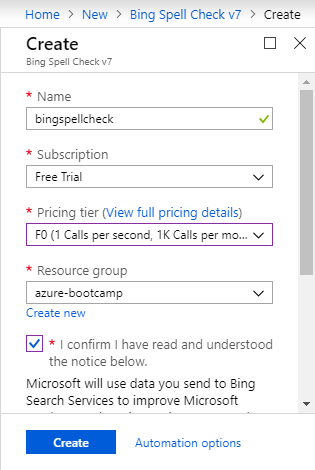 Home > New > Bing Spell Check v7 > Create
Create
Bing Spell Check v7
* Name
bingspellcheck
* Subscription
Free Trial
* Pricing tier (View full pricing details)
F0 (1 Calls per second, 1K Calls per mo...
* Resource group
azure-bootcamp
Create new
* I confirm I have read and understood
the notice below.
Microsoft will use data you send to Bing
Search Services to improve Microsoft
Create
Automation options